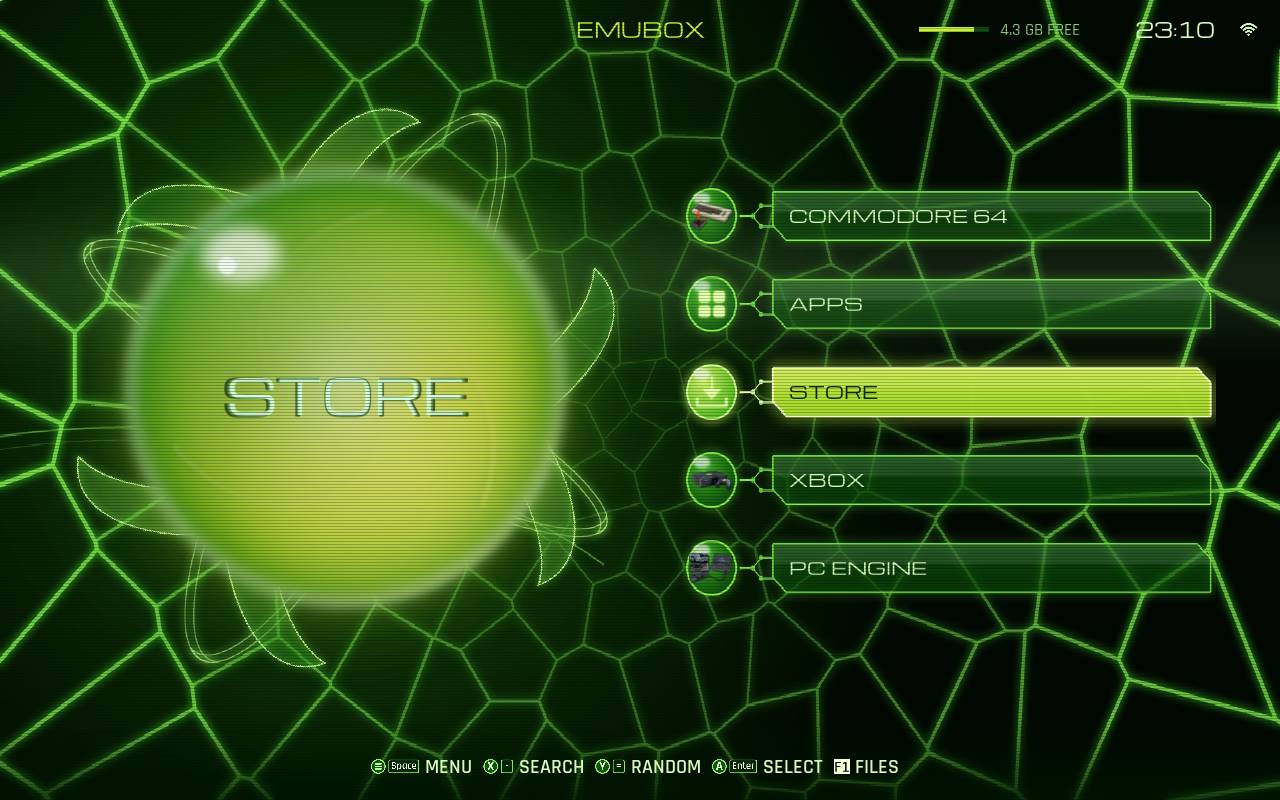 EMUBOX
4.3 GB FREE
23:10
COMMODORE 64
APPS
STORE
STORE
XBOX
PC ENGINE
X Y A
Space MENU X - SEARCH Y = RANDOM A Enter SELECT F1 FILES